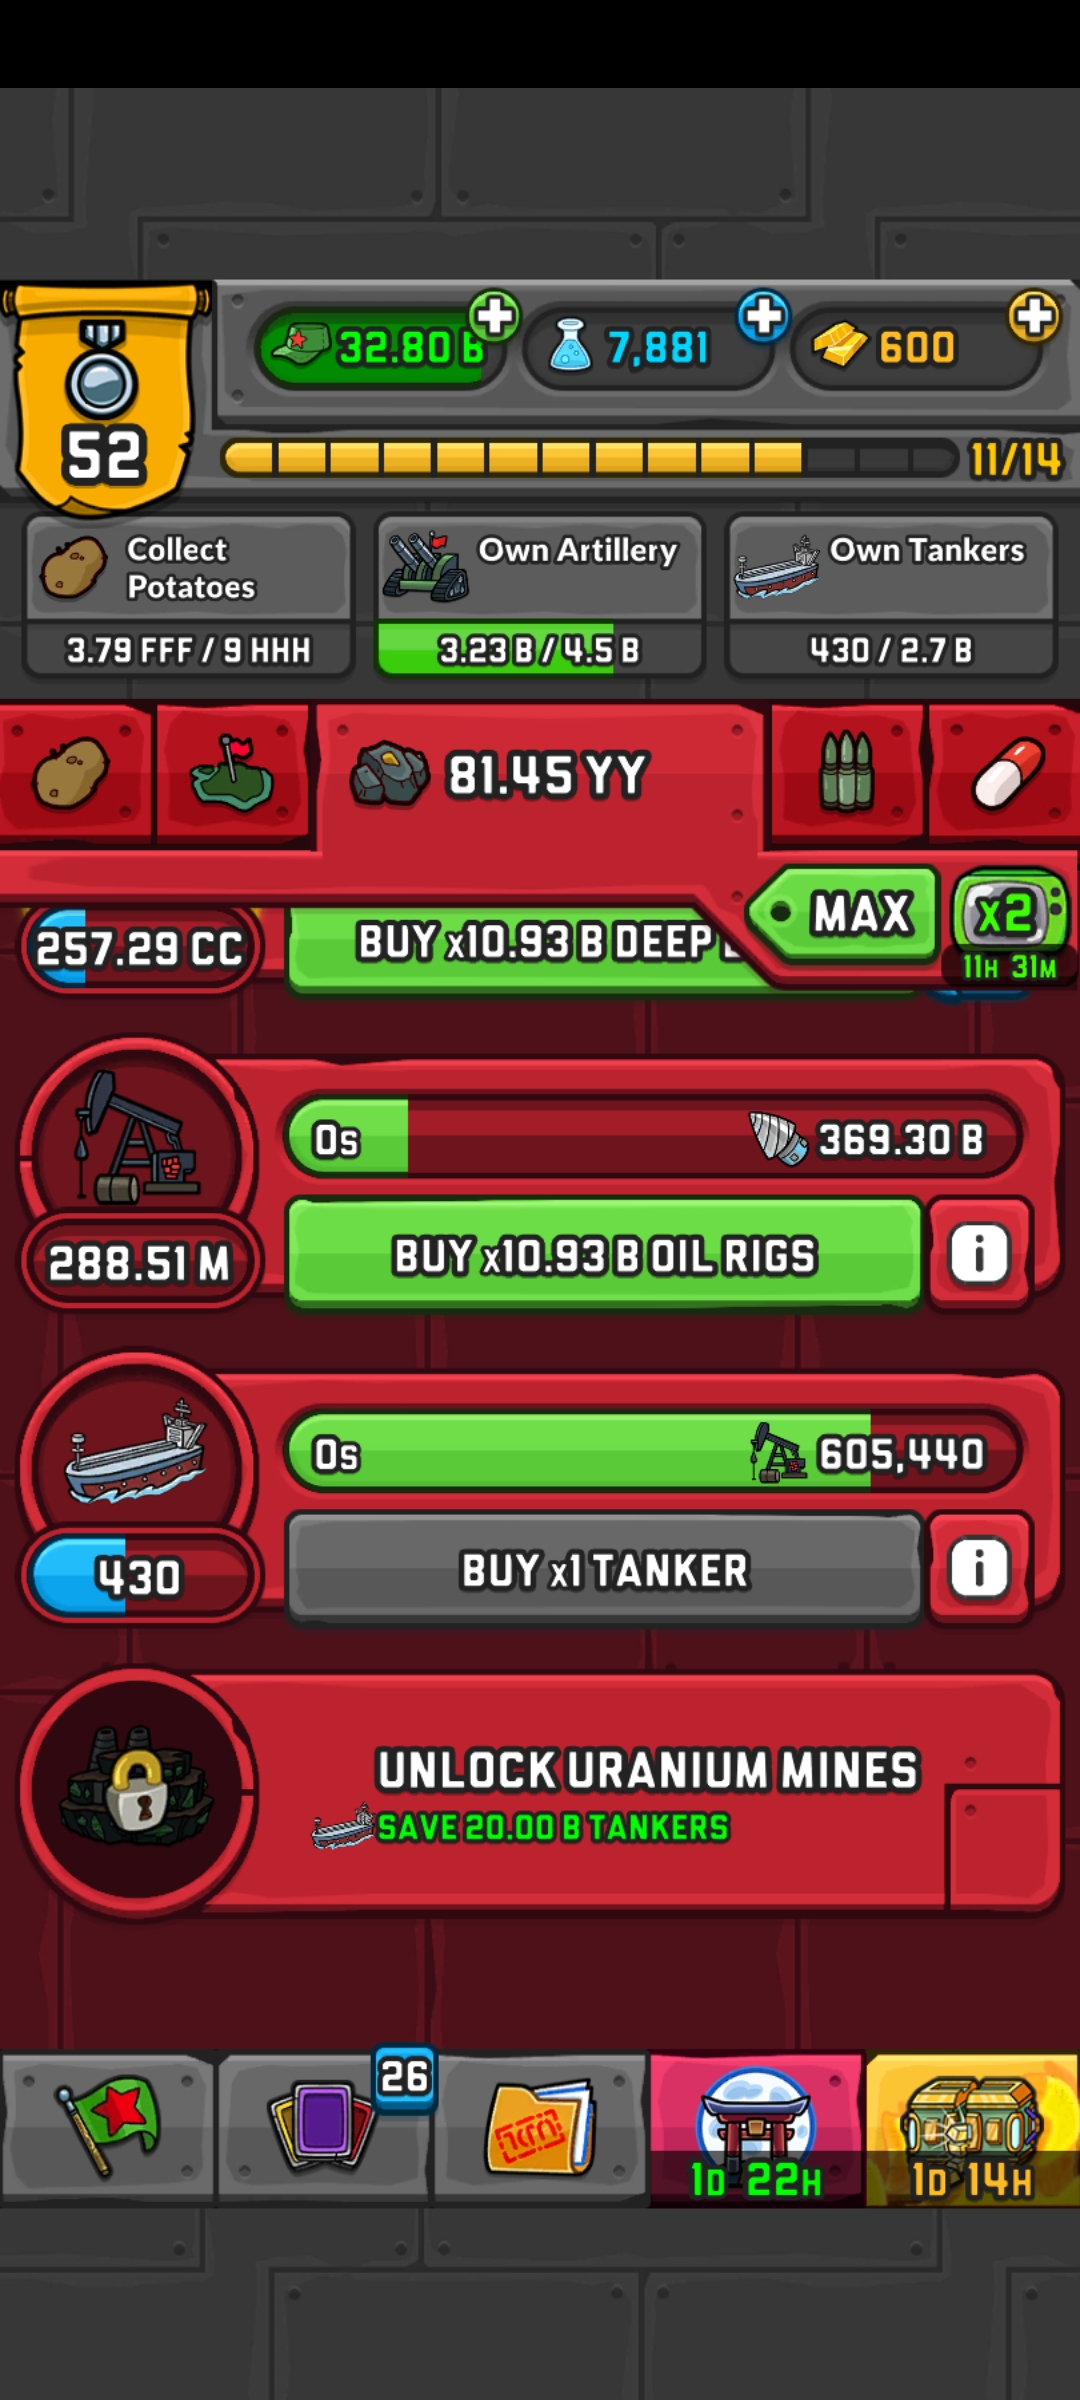 32.80 B
7,881
600
52
11/14
Collect
Potatoes
3.79 FFF / 9 HHH
Own Artillery
3.23 B / 4.5 B
Own Tankers
430 / 2.7 B
81.45 YY
MAX
x2
11H 31M
257.29 CC
BUY x10.93 B DEEP
0s
369.30 B
288.51 M
BUY x10.93 B OIL RIGS
i
0s
605,440
430
BUY x1 TANKER
i
UNLOCK URANIUM MINES
SAVE 20.00 B TANKERS
26
1D 22H
1D 14H